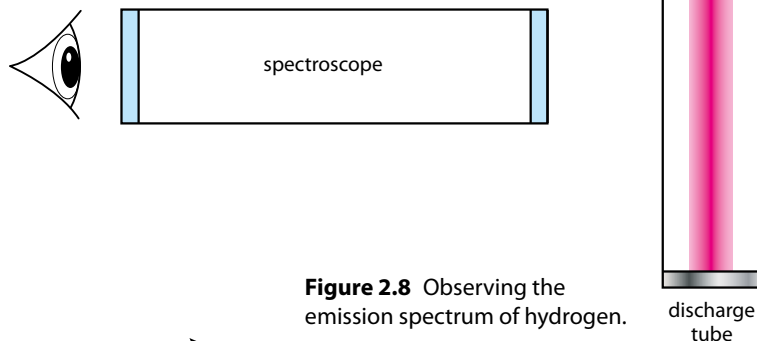 spectroscope
Figure 2.8 Observing the
emission spectrum of hydrogen.
discharge
tube